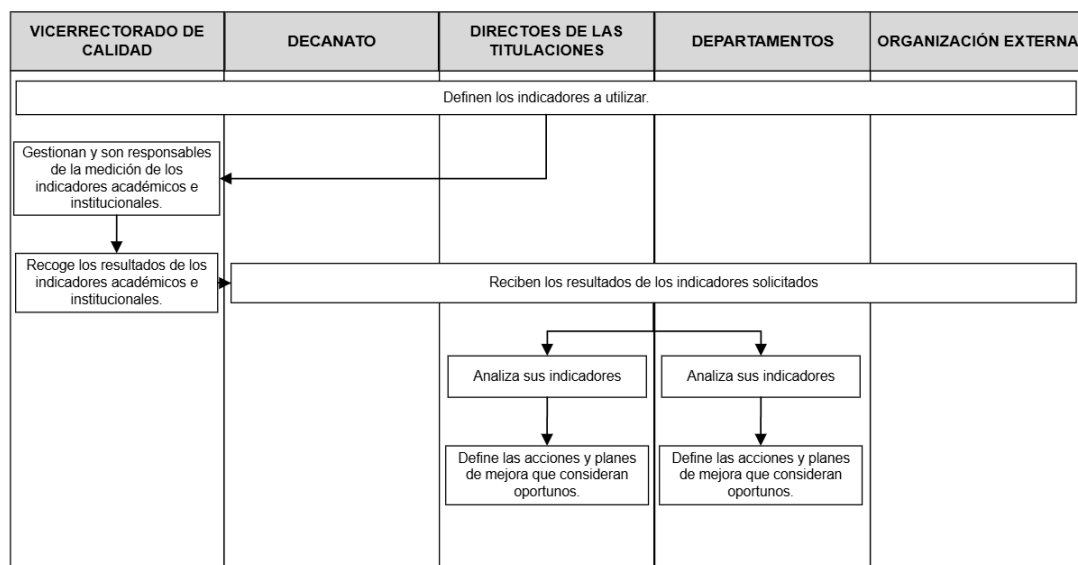 VICERRECTORADO DE
CALIDAD
DECANATO
DIRECTOES DE LAS
TITULACIONES
DEPARTAMENTOS
ORGANIZACIÓN EXTERNA
Definen los indicadores a utilizar.
Gestionan y son responsables
de la medición de los
indicadores académicos e
institucionales.
Recoge los resultados de los
indicadores académicos e
institucionales.
Reciben los resultados de los indicadores solicitados
Analiza sus indicadores
Analiza sus indicadores
Define las acciones y planes
de mejora que consideran
oportunos.
Define las acciones y planes
de mejora que consideran
oportunos.